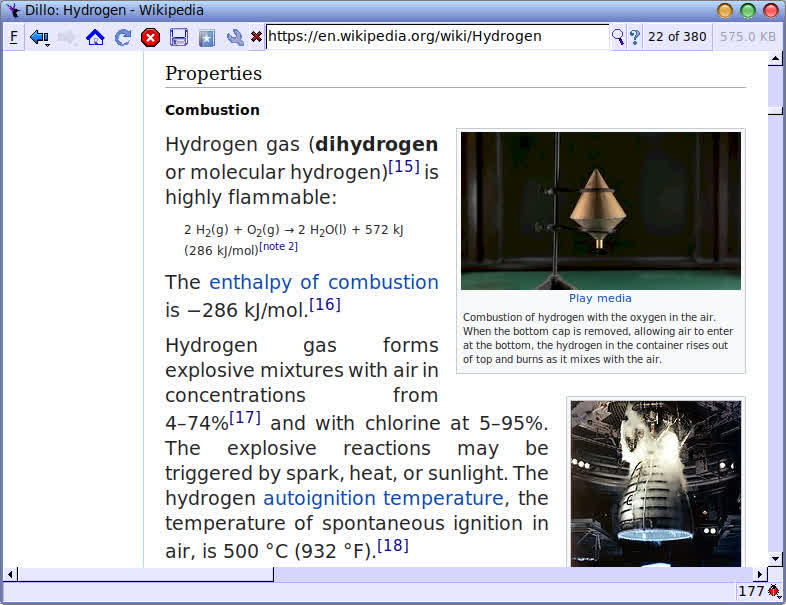 Dillo: Hydrogen - Wikipedia
F https://en.wikipedia.org/wiki/Hydrogen ? 22 of 380 575.0 KB
Properties
Combustion
Hydrogen gas (dihydrogen
or molecular hydrogen)[15] is
highly flammable:
2 H2(g) + O2(g) → 2 H2O(l) + 572 kJ
(286 kJ/mol)[note 2]
The enthalpy of combustion
is −286 kJ/mol.[16]
Play media
Combustion of hydrogen with the oxygen in the air.
When the bottom cap is removed, allowing air to enter
at the bottom, the hydrogen in the container rises out
of top and burns as it mixes with the air.
Hydrogen gas forms
explosive mixtures with air in
concentrations from
4–74%[17] and with chlorine at 5–95%.
The explosive reactions may be
triggered by spark, heat, or sunlight. The
hydrogen autoignition temperature, the
temperature of spontaneous ignition in
air, is 500 °C (932 °F).[18]
177